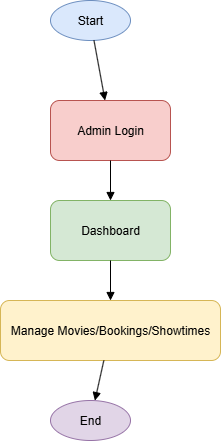 Start
Admin Login
Dashboard
Manage Movies/Bookings/Showtimes
End